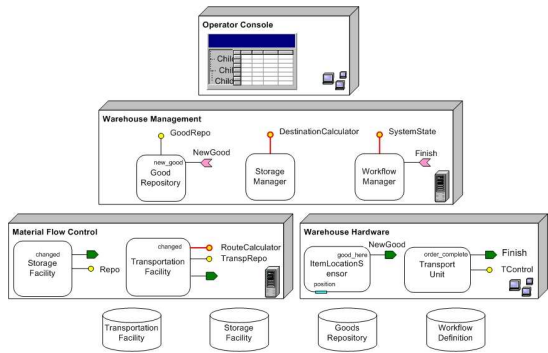 Operator Console
Child
Child
Child
Warehouse Management
GoodRepo
DestinationCalculator
SystemState
NewGood
Finish
new_good
Good
Repository
Storage
Manager
Workflow
Manager
Material Flow Control
Warehouse Hardware
changed
Storage
Facility
Repo
changed
Transportation
Facility
RouteCalculator
TranspRepo
NewGood
good_here
ItemLocationS
ensor
position
order_complete
Transport
Unit
Finish
TControl
Transportation
Facility
Storage
Facility
Goods
Repository
Workflow
Definition